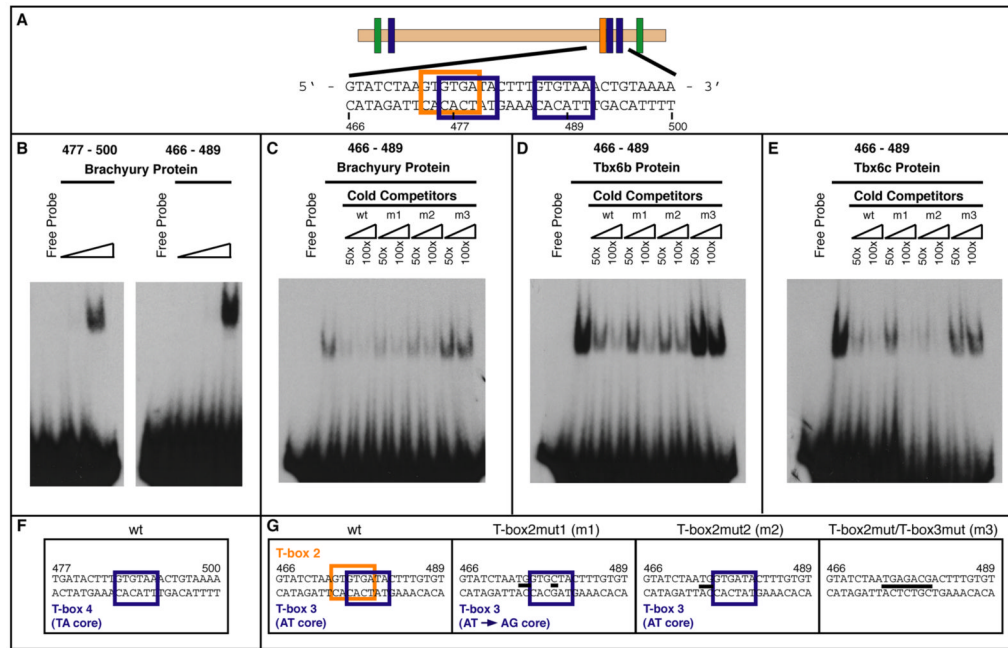 A
5' - GTATCTAAGTGTGATACTTTGTGTAAACTGTAAAA - 3'
CATAGATTCACACTATGAAACACATTTGACATTTT
466 477 489 500
B
477 - 500 466 - 489
Brachyury Protein
Free Probe
Free Probe
C
466 - 489
Brachyury Protein
Cold Competitors
Free Probe
wt m1 m2 m3
50x 100x 50x 100x 50x 100x 50x 100x
D
466 - 489
Tbx6b Protein
Cold Competitors
Free Probe
wt m1 m2 m3
50x 100x 50x 100x 50x 100x 50x 100x
E
466 - 489
Tbx6c Protein
Cold Competitors
Free Probe
wt m1 m2 m3
50x 100x 50x 100x 50x 100x 50x 100x
F
wt
477 500
TGATACTTTGTGTAAACTGTAAAA
ACTATGAAACACATTTGACATTTT
T-box 4
(TA core)
G
wt
T-box 2
466 489
GTATCTAAGTGTGATACTTTGTGT
CATAGATTCACACTATGAAACACA
T-box 3
(AT core)
T-box2mut1 (m1)
466 489
GTATCTAATGGTGCTACTTTGTGT
CATAGATTACCACGATGAAACACA
T-box 3
(AT → AG core)
T-box2mut2 (m2)
466 489
GTATCTAATGGTGATACTTTGTGT
CATAGATTACCACTATGAAACACA
T-box 3
(AT core)
T-box2mut/T-box3mut (m3)
466 489
GTATCTAATGAGACGACTTTGTGT
CATAGATTACTCTGCTGAAACACA